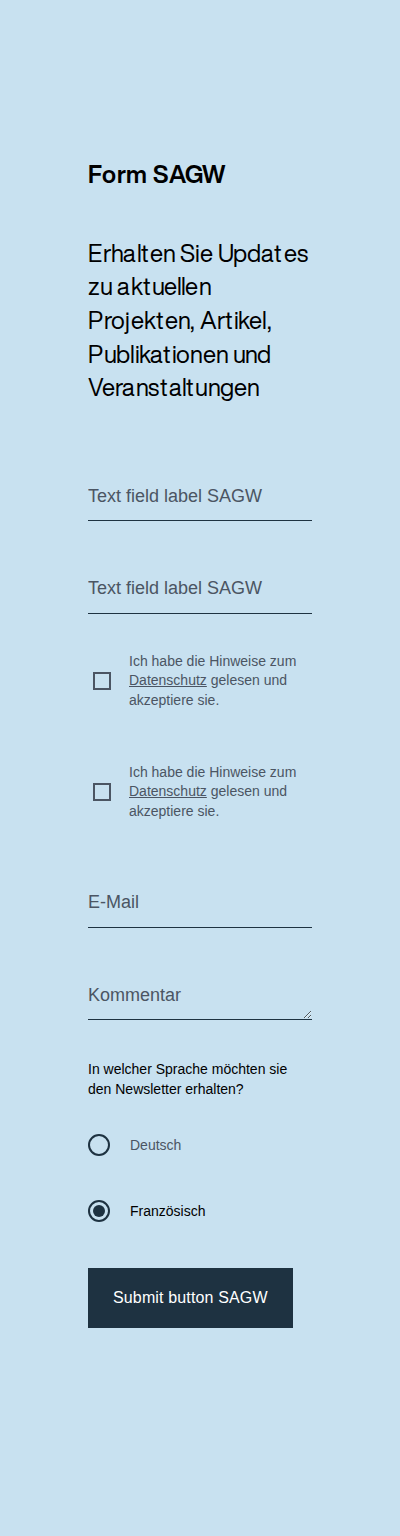 Form SAGW
Erhalten Sie Updates
zu aktuellen
Projekten, Artikel,
Publikationen und
Veranstaltungen
Text field label SAGW
Text field label SAGW
Ich habe die Hinweise zum
Datenschutz gelesen und
akzeptiere sie.
Ich habe die Hinweise zum
Datenschutz gelesen und
akzeptiere sie.
E-Mail
Kommentar
In welcher Sprache möchten sie
den Newsletter erhalten?
Deutsch
Französisch
Submit button SAGW